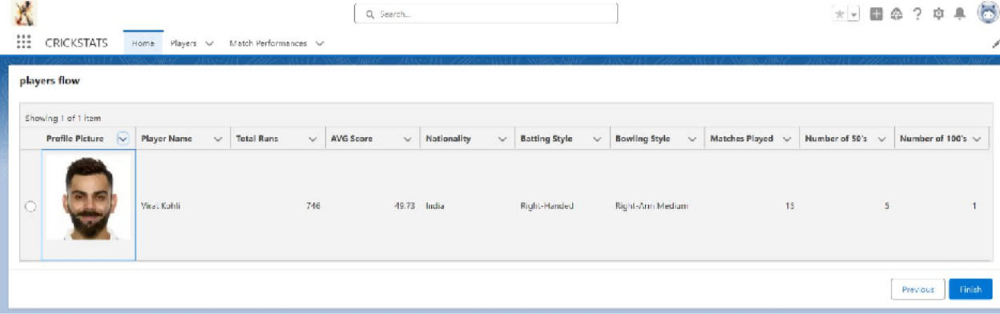 Search...
CRICKSTATS Home Players Match Performances
players flow
Showing 1 of 1 item
Profile Picture Player Name Total Runs AVG Score Nationality Batting Style Bowling Style Matches Played Number of 50's Number of 100's
Virat Kohli 746 49.73 India Right-Handed Right-Arm Medium 15 5 1
Previous Finish